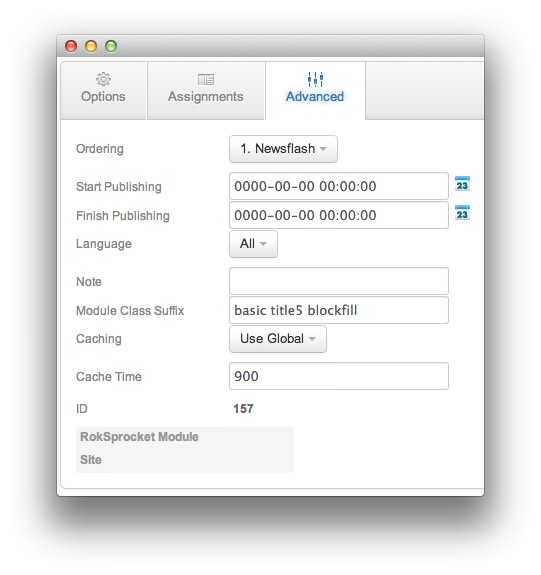 Options Assignments Advanced
Ordering 1. Newsflash
Start Publishing 0000-00-00 00:00:00 23
Finish Publishing 0000-00-00 00:00:00 23
Language All
Note
Module Class Suffix basic title5 blockfill
Caching Use Global
Cache Time 900
ID 157
RokSprocket Module
Site